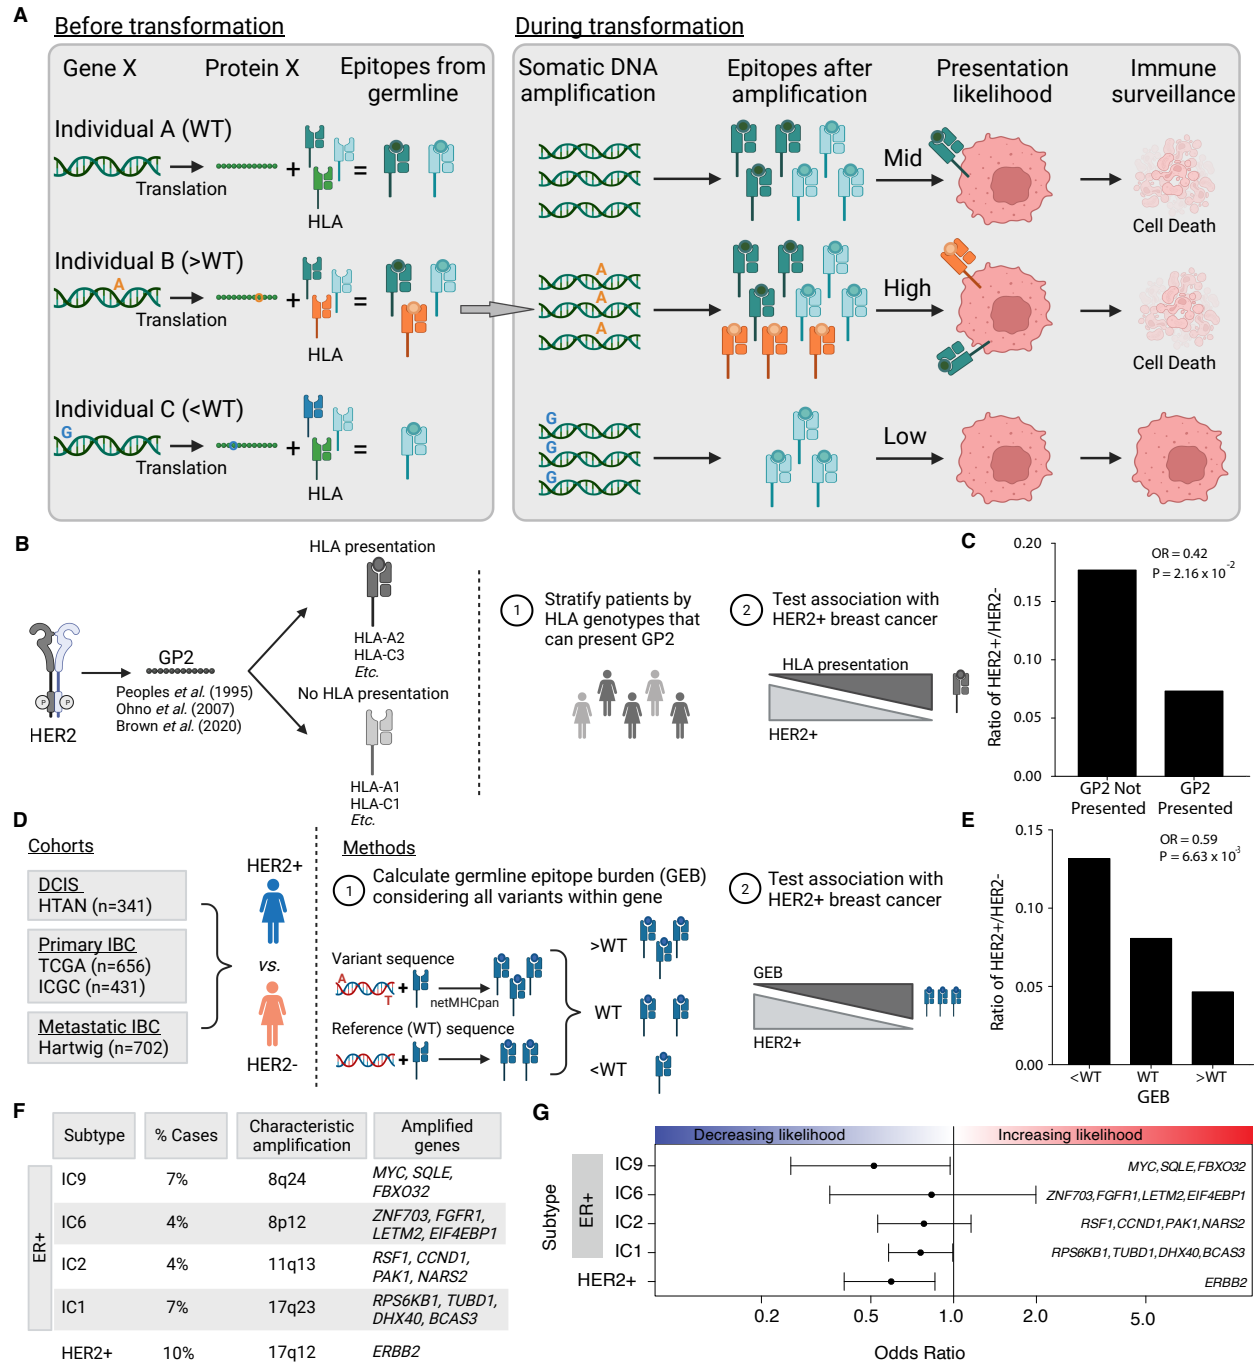 A
Before transformation
During transformation
Gene X
Protein X
Epitopes from
germline
Somatic DNA
amplification
Epitopes after
amplification
Presentation
likelihood
Immune
surveillance
Individual A (WT)
Translation
+
=
HLA
Mid
Cell Death
Individual B (>WT)
A
Translation
+
=
HLA
A
A
A
High
Cell Death
Individual C (<WT)
G
Translation
+
=
HLA
G
G
G
Low
B
HER2
P
P
GP2
Peoples et al. (1995)
Ohno et al. (2007)
Brown et al. (2020)
HLA presentation
HLA-A2
HLA-C3
Etc.
No HLA presentation
HLA-A1
HLA-C1
Etc.
1
Stratify patients by
HLA genotypes that
can present GP2
2
Test association with
HER2+ breast cancer
HLA presentation
HER2+
C
OR = 0.42
P = 2.16 x 10-2
Ratio of HER2+/HER2-
0.20
0.15
0.10
0.05
0.00
GP2 Not
Presented
GP2
Presented
D
Cohorts
DCIS
HTAN (n=341)
Primary IBC
TCGA (n=656)
ICGC (n=431)
Metastatic IBC
Hartwig (n=702)
HER2+
vs.
HER2-
Methods
1
Calculate germline epitope burden (GEB)
considering all variants within gene
Variant sequence
A
T
+
netMHCpan
Reference (WT) sequence
+
>WT
WT
<WT
2
Test association with
HER2+ breast cancer
GEB
HER2+
E
OR = 0.59
P = 6.63 x 10-3
Ratio of HER2+/HER2-
0.15
0.10
0.05
0.00
<WT
WT
>WT
GEB
F
Subtype
% Cases
Characteristic
amplification
Amplified
genes
ER+
IC9
7%
8q24
MYC, SQLE,
FBXO32
IC6
4%
8p12
ZNF703, FGFR1,
LETM2, EIF4EBP1
IC2
4%
11q13
RSF1, CCND1,
PAK1, NARS2
IC1
7%
17q23
RPS6KB1, TUBD1,
DHX40, BCAS3
HER2+
10%
17q12
ERBB2
G
Decreasing likelihood
Increasing likelihood
Subtype
ER+
IC9
MYC,SQLE,FBXO32
IC6
ZNF703,FGFR1,LETM2,EIF4EBP1
IC2
RSF1,CCND1,PAK1,NARS2
IC1
RPS6KB1,TUBD1,DHX40,BCAS3
HER2+
ERBB2
0.2
0.5
1.0
2.0
5.0
Odds Ratio